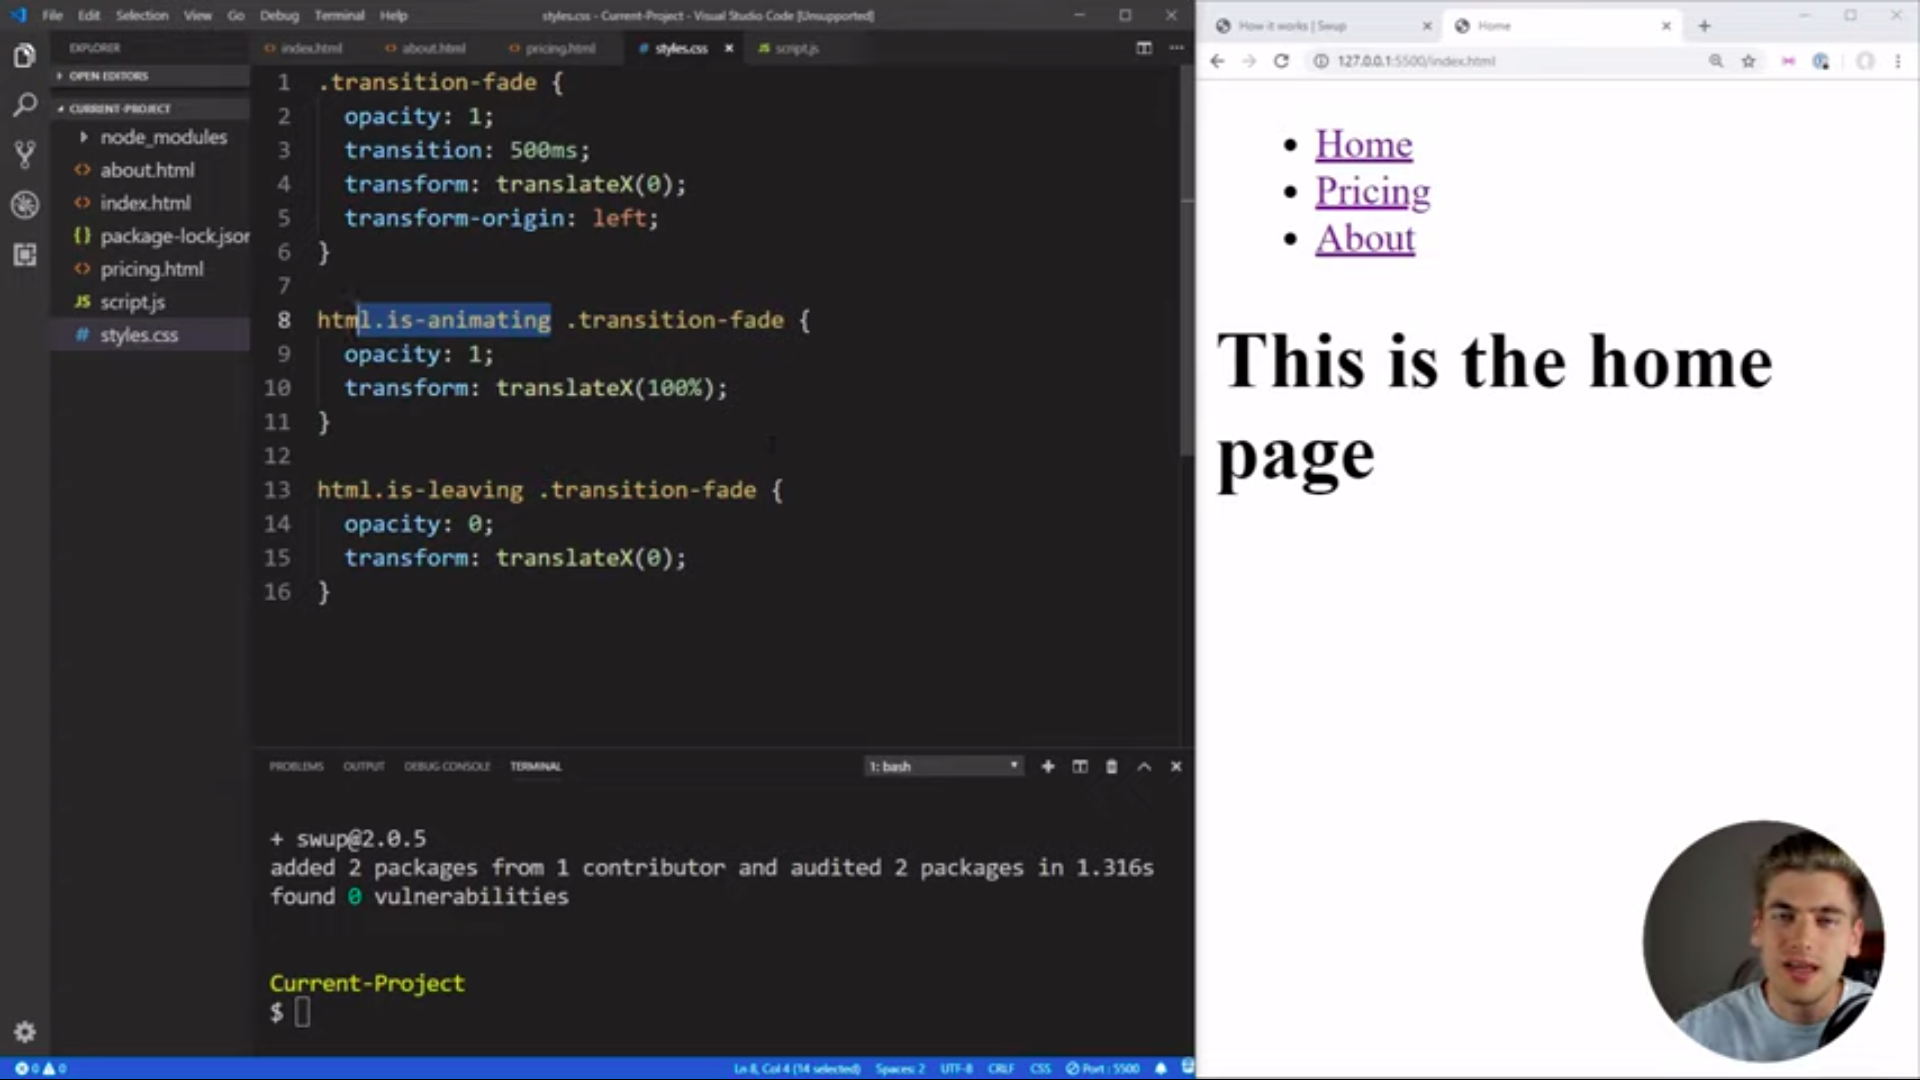 File Edit Selection View Go Debug Terminal Help
styles.css - Current-Project - Visual Studio Code [Unsupported]
EXPLORER
OPEN EDITORS
CURRENT-PROJECT
node_modules
about.html
index.html
package-lock.json
pricing.html
script.js
styles.css
index.html about.html pricing.html styles.css script.js
1 .transition-fade {
2 opacity: 1;
3 transition: 500ms;
4 transform: translateX(0);
5 transform-origin: left;
6 }
7
8 html.is-animating .transition-fade {
9 opacity: 1;
10 transform: translateX(100%);
11 }
12
13 html.is-leaving .transition-fade {
14 opacity: 0;
15 transform: translateX(0);
16 }
PROBLEMS OUTPUT DEBUG CONSOLE TERMINAL 1: bash
+ swup@2.0.5
added 2 packages from 1 contributor and audited 2 packages in 1.316s
found 0 vulnerabilities
Current-Project
$
0 0 Ln 8, Col 4 (14 selected) Spaces: 2 UTF-8 CRLF CSS Port : 5500
How it works | Swup Home
127.0.0.1:5500/index.html
Home
Pricing
About
This is the home
page